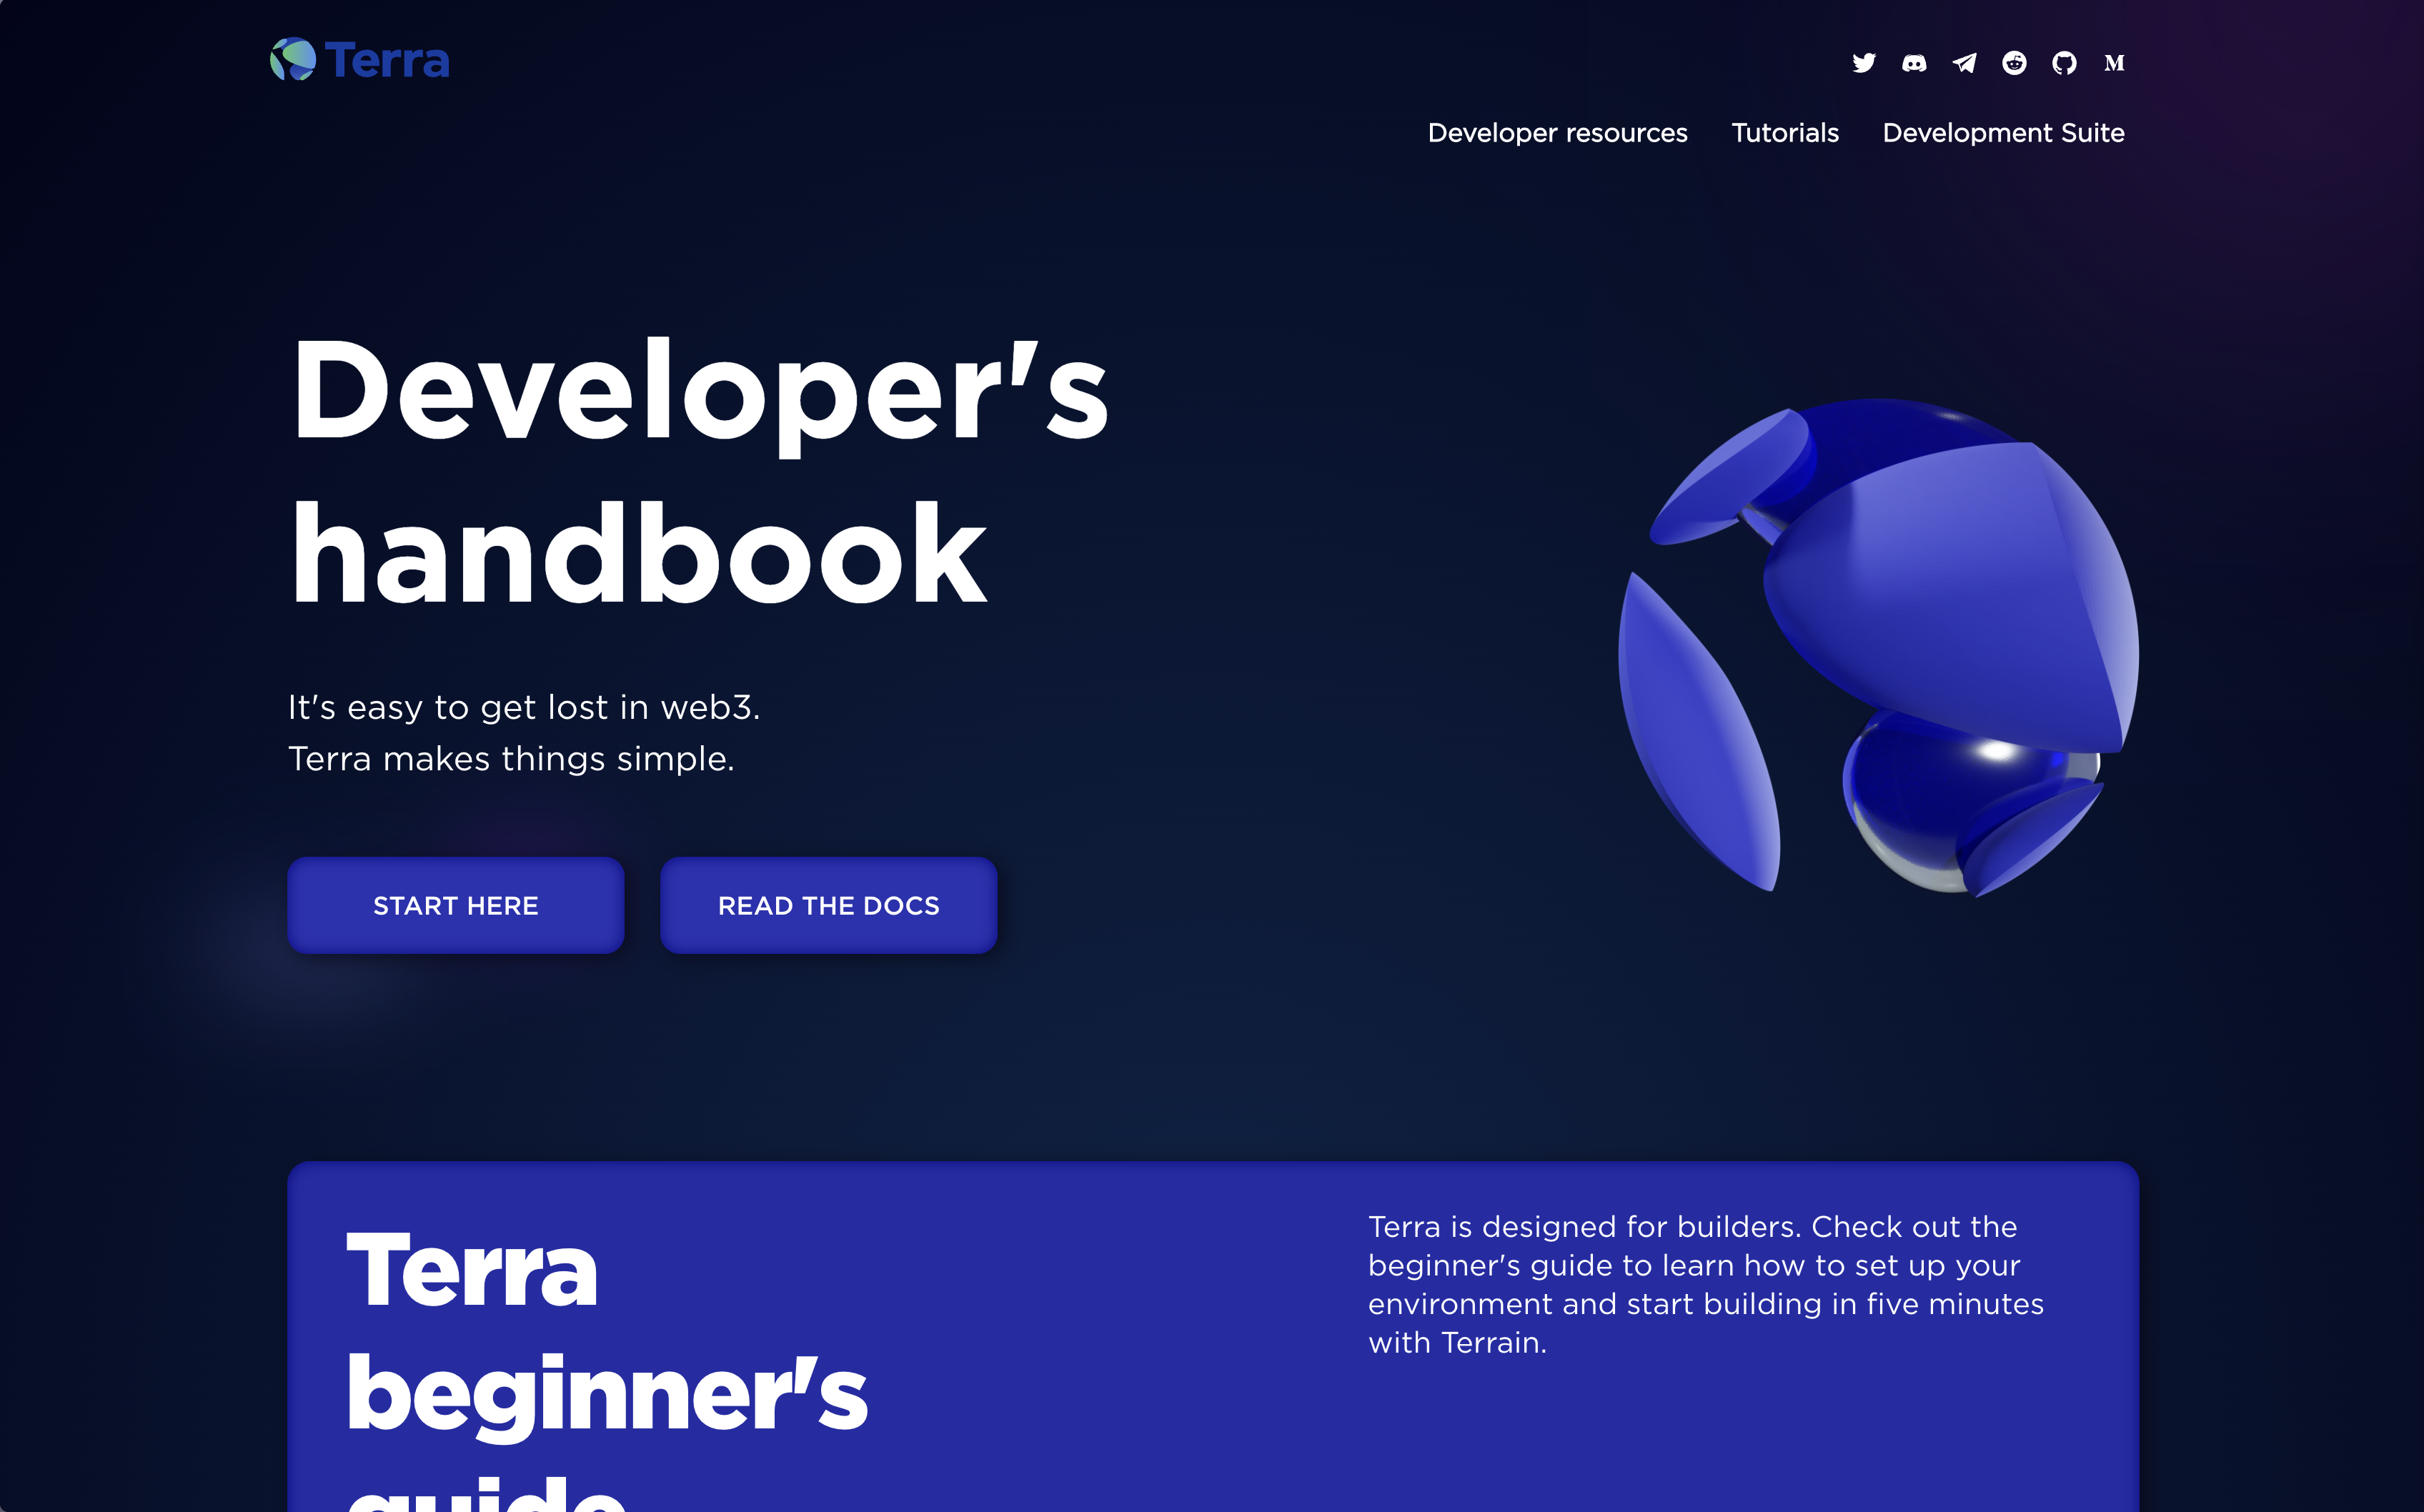 Terra
Developer resources Tutorials Development Suite
Developer's
handbook
It's easy to get lost in web3.
Terra makes things simple.
START HERE READ THE DOCS
Terra
beginner's
guide
Terra is designed for builders. Check out the
beginner's guide to learn how to set up your
environment and start building in five minutes
with Terrain.